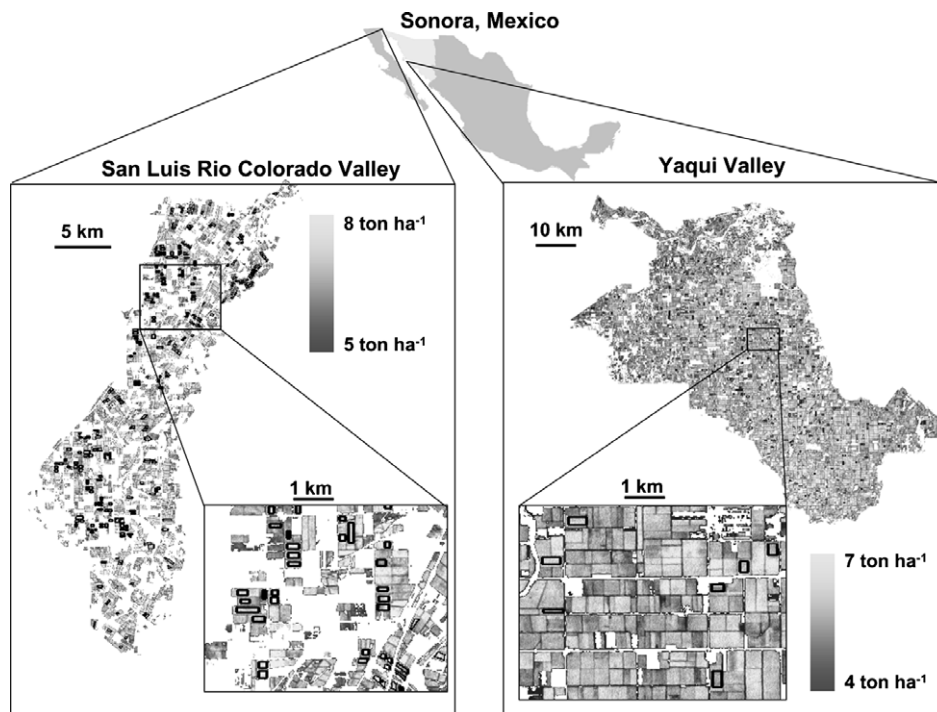 Sonora, Mexico
San Luis Rio Colorado Valley
5 km
8 ton ha⁻¹
5 ton ha⁻¹
1 km
Yaqui Valley
10 km
1 km
7 ton ha⁻¹
4 ton ha⁻¹